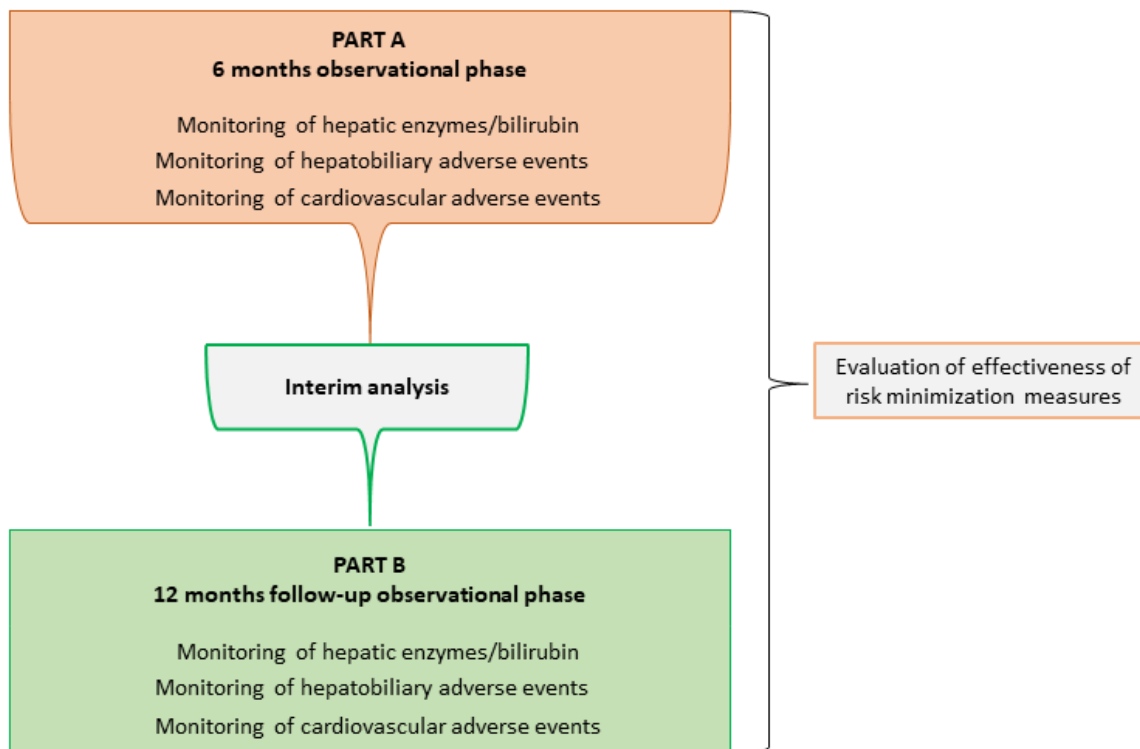 PART A
6 months observational phase
Monitoring of hepatic enzymes/bilirubin
Monitoring of hepatobiliary adverse events
Monitoring of cardiovascular adverse events
Interim analysis
Evaluation of effectiveness of
risk minimization measures
PART B
12 months follow-up observational phase
Monitoring of hepatic enzymes/bilirubin
Monitoring of hepatobiliary adverse events
Monitoring of cardiovascular adverse events